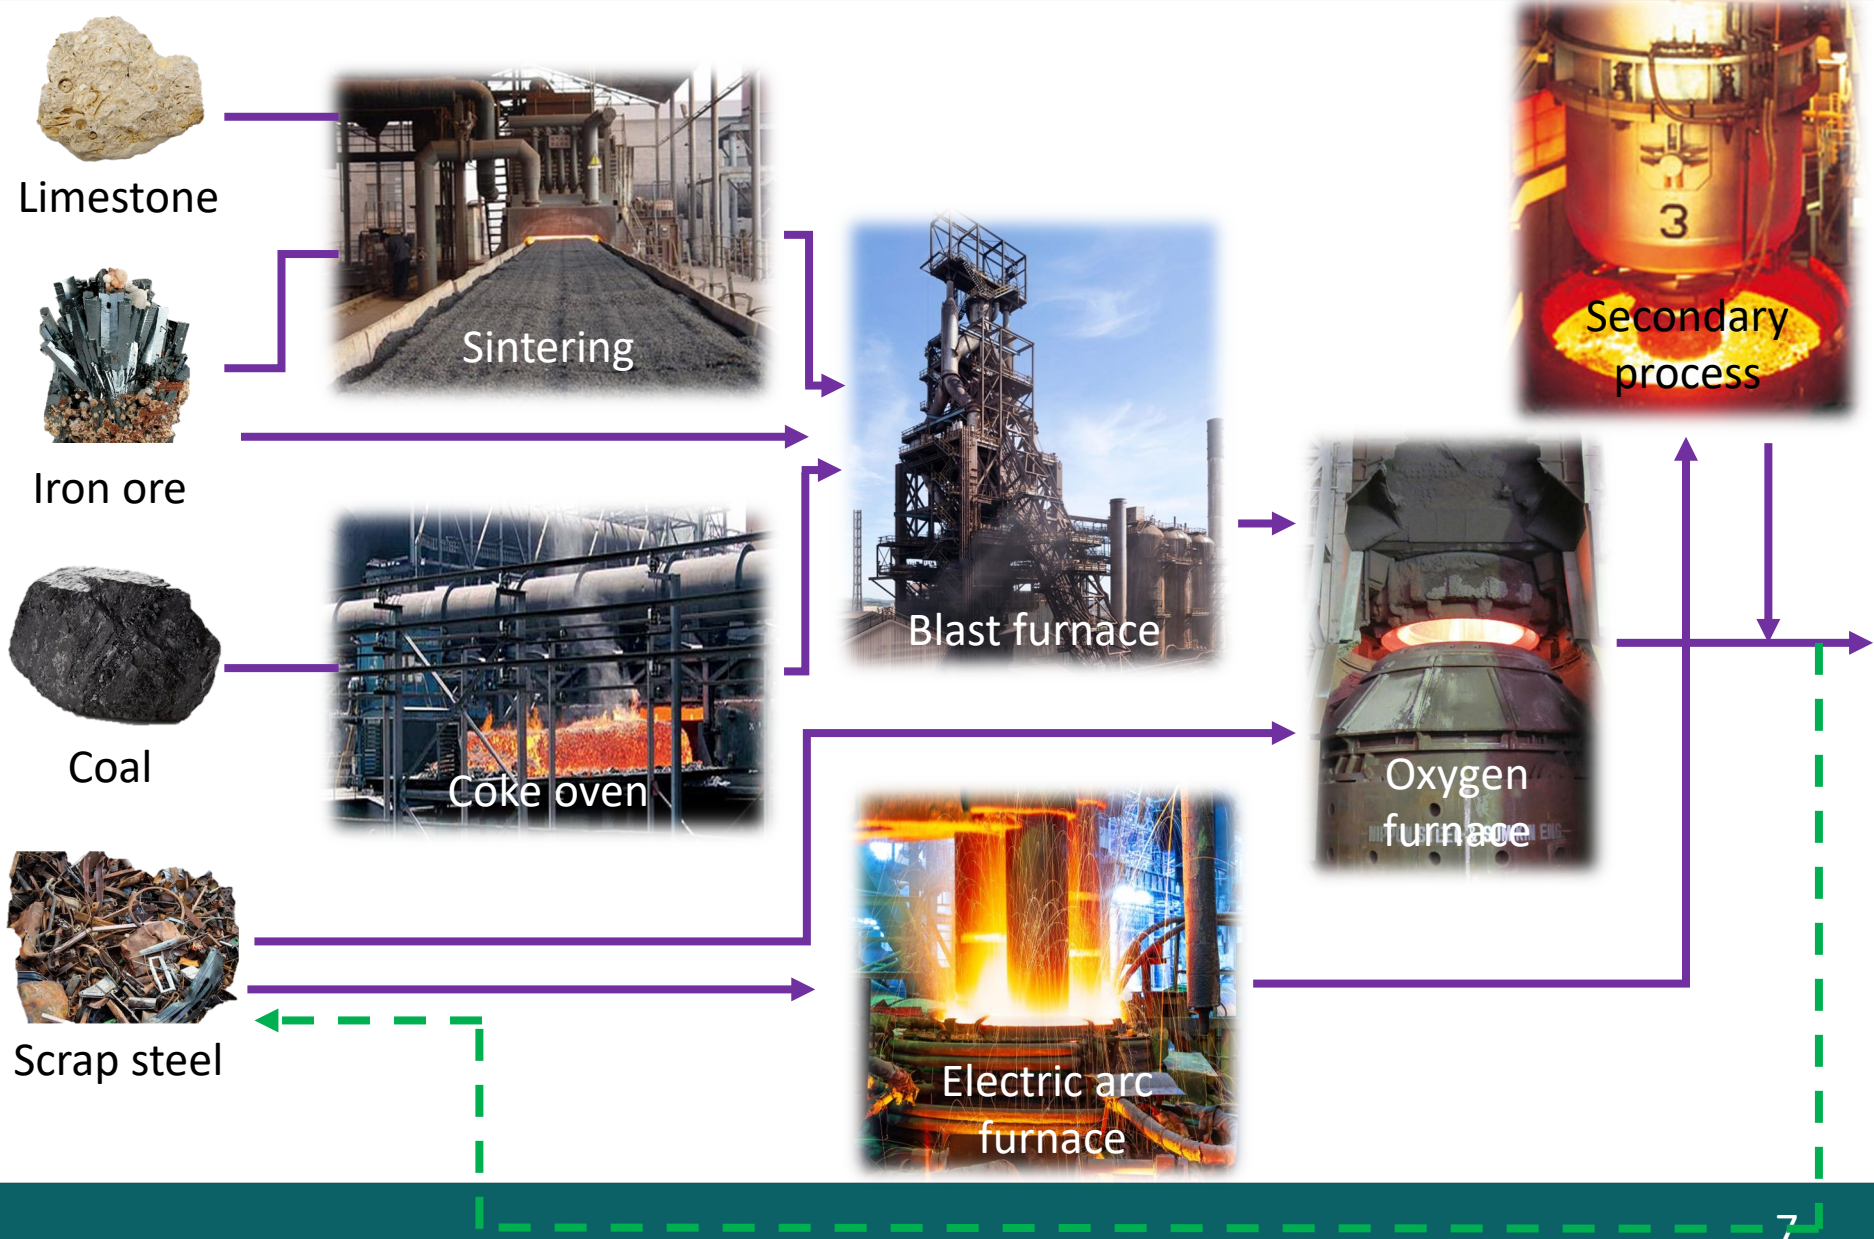 Limestone
Sintering
Iron ore
Coal
Coke oven
Scrap steel
Blast furnace
Electric arc
furnace
Oxygen
furnace
Secondary
process
3
7